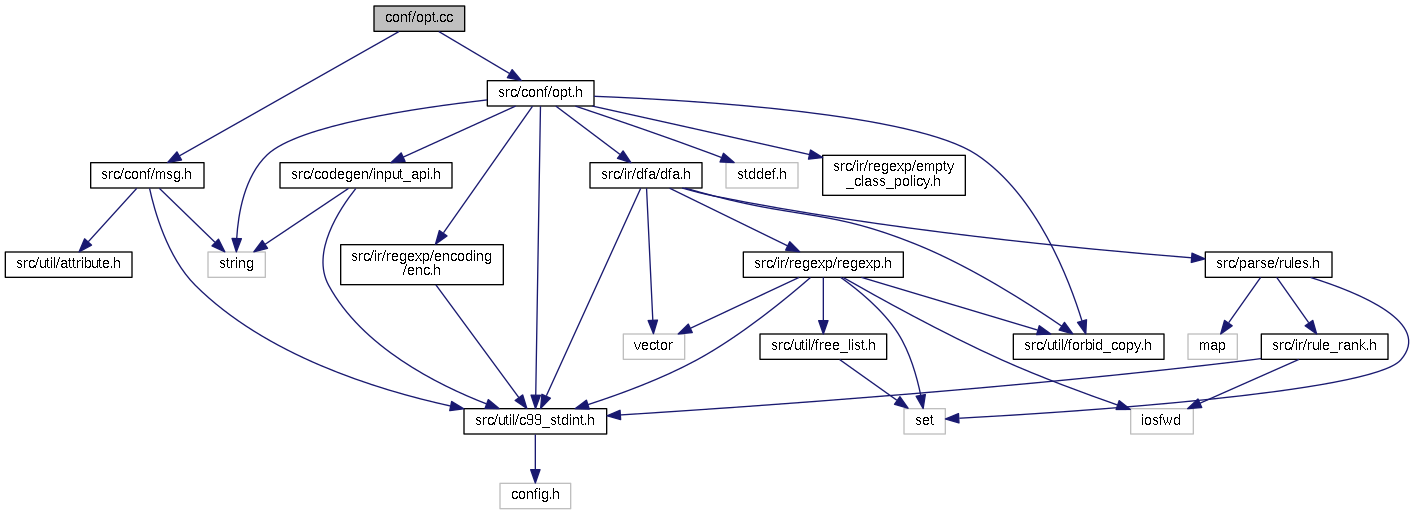 conf/opt.cc
src/conf/opt.h
src/conf/msg.h
src/codegen/input_api.h
src/ir/dfa/dfa.h
stddef.h
src/ir/regexp/empty
_class_policy.h
src/util/attribute.h
string
src/ir/regexp/encoding
/enc.h
src/ir/regexp/regexp.h
src/parse/rules.h
vector
src/util/free_list.h
src/util/forbid_copy.h
map
src/ir/rule_rank.h
src/util/c99_stdint.h
set
iosfwd
config.h